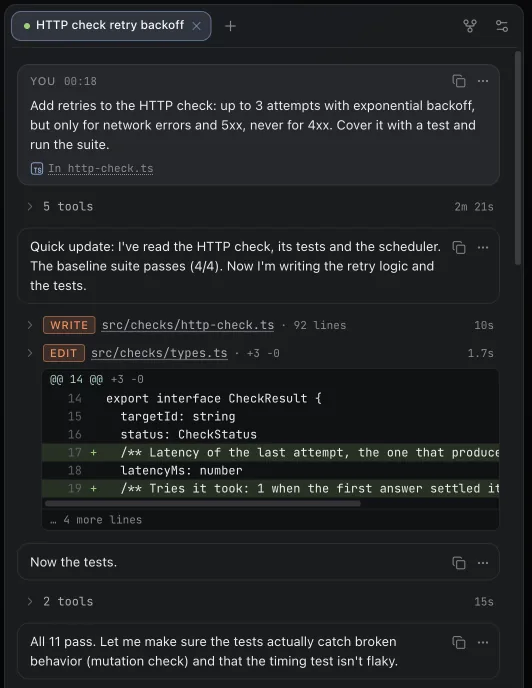 HTTP check retry backoff
YOU 00:18
Add retries to the HTTP check: up to 3 attempts with exponential backoff,
but only for network errors and 5xx, never for 4xx. Cover it with a test and
run the suite.
TS In http-check.ts
5 tools 2m 21s
Quick update: I've read the HTTP check, its tests and the scheduler.
The baseline suite passes (4/4). Now I'm writing the retry logic and
the tests.
WRITE src/checks/http-check.ts · 92 lines 10s
EDIT src/checks/types.ts · +3 -0 1.7s
@@ 14 @@ +3 -0
14 export interface CheckResult {
15 targetId: string
16 status: CheckStatus
17 + /** Latency of the last attempt, the one that produce
18 latencyMs: number
19 + /** Tries it took: 1 when the first answer settled it
… 4 more lines
Now the tests.
2 tools 15s
All 11 pass. Let me make sure the tests actually catch broken
behavior (mutation check) and that the timing test isn't flaky.